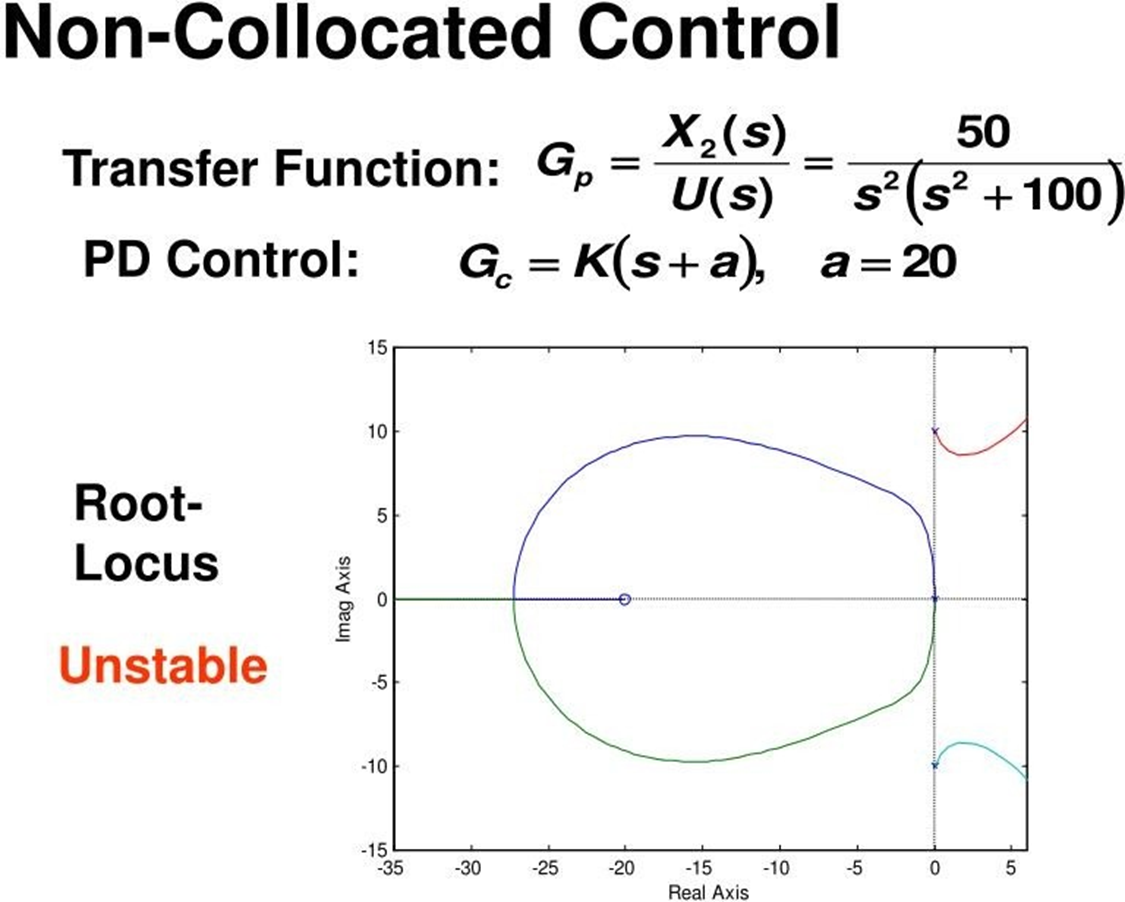 Non-Collocated Control
Transfer Function: G_p = X_2(s) / U(s) = 50 / s^2(s^2 + 100)
PD Control: G_c = K(s + a), a = 20
Root-
Locus
Unstable
Imag Axis
15
10
5
0
-5
-10
-15
-35 -30 -25 -20 -15 -10 -5 0 5
Real Axis